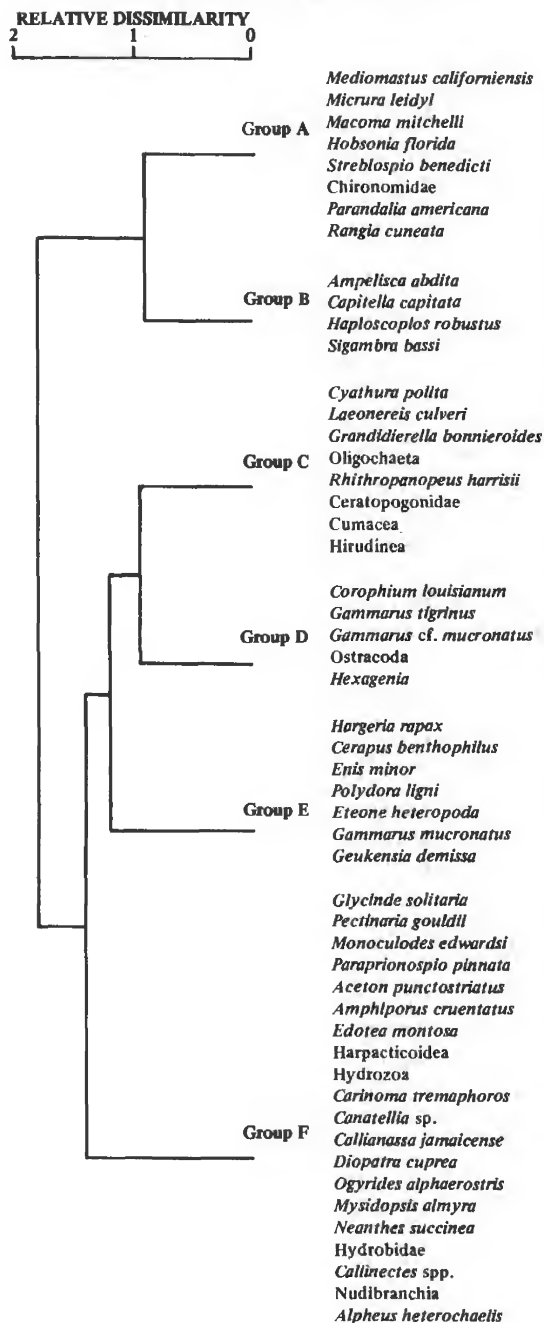 RELATIVE DISSIMILARITY
2 1 0
Mediomastus californiensis
Micrura leidyl
Macoma mitchelli
Group A
Hobsonia florida
Streblospio benedicti
Chironomidae
Parandalia americana
Rangia cuneata
Ampelisca abdita
Capitella capitata
Group B
Haploscoplos robustus
Sigambra bassi
Cyathura polita
Laeonereis culveri
Grandidierella bonnieroides
Group C
Oligochaeta
Rhithropanopeus harrisii
Ceratopogonidae
Cumacea
Hirudinea
Corophium louisianum
Gammarus tigrinus
Gammarus cf. mucronatus
Group D
Ostracoda
Hexagenia
Hargeria rapax
Cerapus benthophilus
Enis minor
Polydora ligni
Group E
Eteone heteropoda
Gammarus mucronatus
Geukensia demissa
Glycinde solitaria
Pectinaria gouldii
Monoculodes edwardsi
Paraprionospio pinnata
Aceton punctostriatus
Amphiporus cruentatus
Edotea montosa
Harpacticoidea
Hydrozoa
Carinoma tremaphoros
Canatellia sp.
Group F
Callianassa jamaicense
Diopatra cuprea
Ogyrides alphaerostris
Mysidopsis almyra
Neanthes succinea
Hydrobidae
Callinectes spp.
Nudibranchia
Alpheus heterochaelis